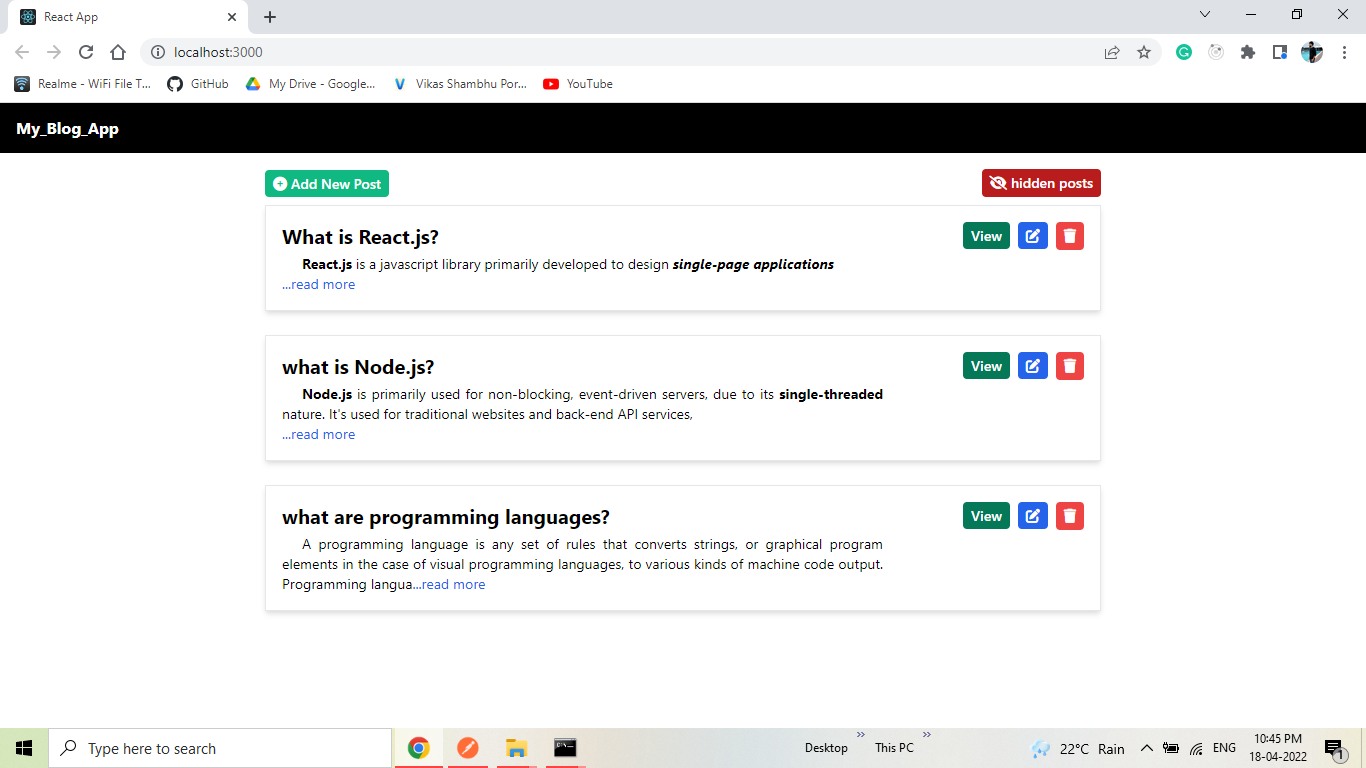 React App
localhost:3000
Realme - WiFi File T...
GitHub
My Drive - Google...
Vikas Shambhu Por...
YouTube
My_Blog_App
Add New Post
hidden posts
What is React.js?
View
React.js is a javascript library primarily developed to design single-page applications
...read more
what is Node.js?
View
Node.js is primarily used for non-blocking, event-driven servers, due to its single-threaded
nature. It's used for traditional websites and back-end API services,
...read more
what are programming languages?
View
A programming language is any set of rules that converts strings, or graphical program
elements in the case of visual programming languages, to various kinds of machine code output.
Programming langua...read more
Type here to search
Desktop
This PC
22°C Rain
ENG
10:45 PM
18-04-2022
1